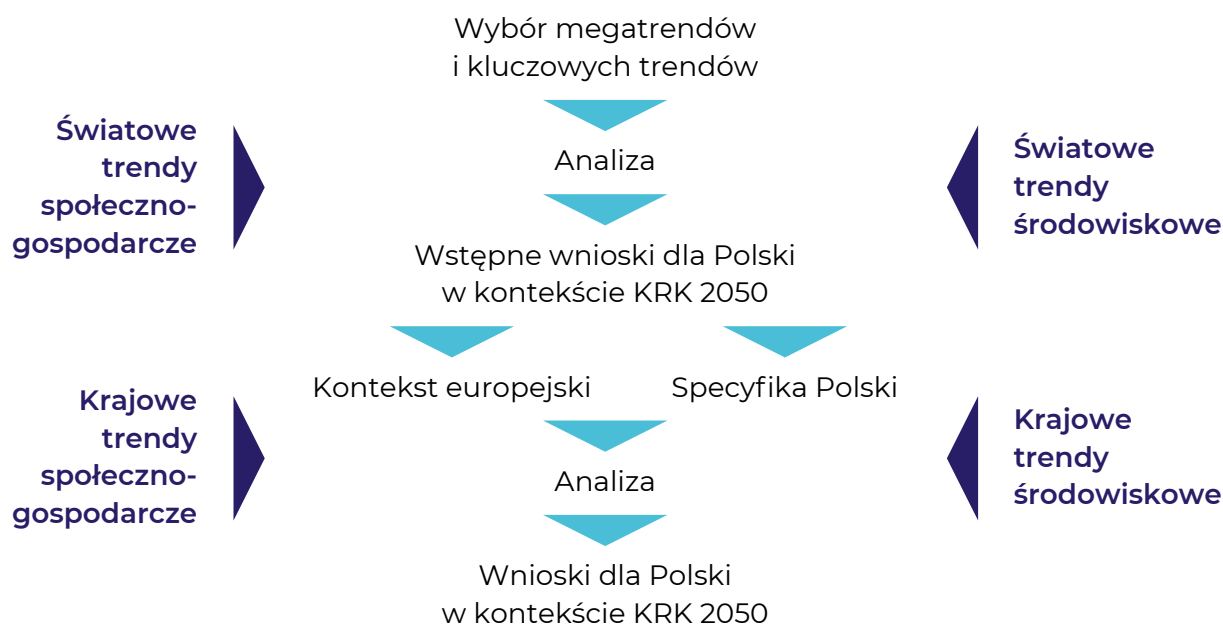 Wybór megatrendów
i kluczowych trendów
Światowe
trendy
społeczno-
gospodarcze
Analiza
Światowe
trendy
środowiskowe
Wstępne wnioski dla Polski
w kontekście KRK 2050
Kontekst europejski
Specyfika Polski
Krajowe
trendy
społeczno-
gospodarcze
Analiza
Krajowe
trendy
środowiskowe
Wnioski dla Polski
w kontekście KRK 2050